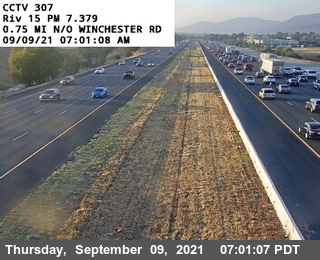 CCTV 307
Riv 15 PM 7.379
0.75 MI N/O WINCHESTER RD
09/09/21 07:01:08 AM
Thursday, September 09, 2021 07:01:07 PDT